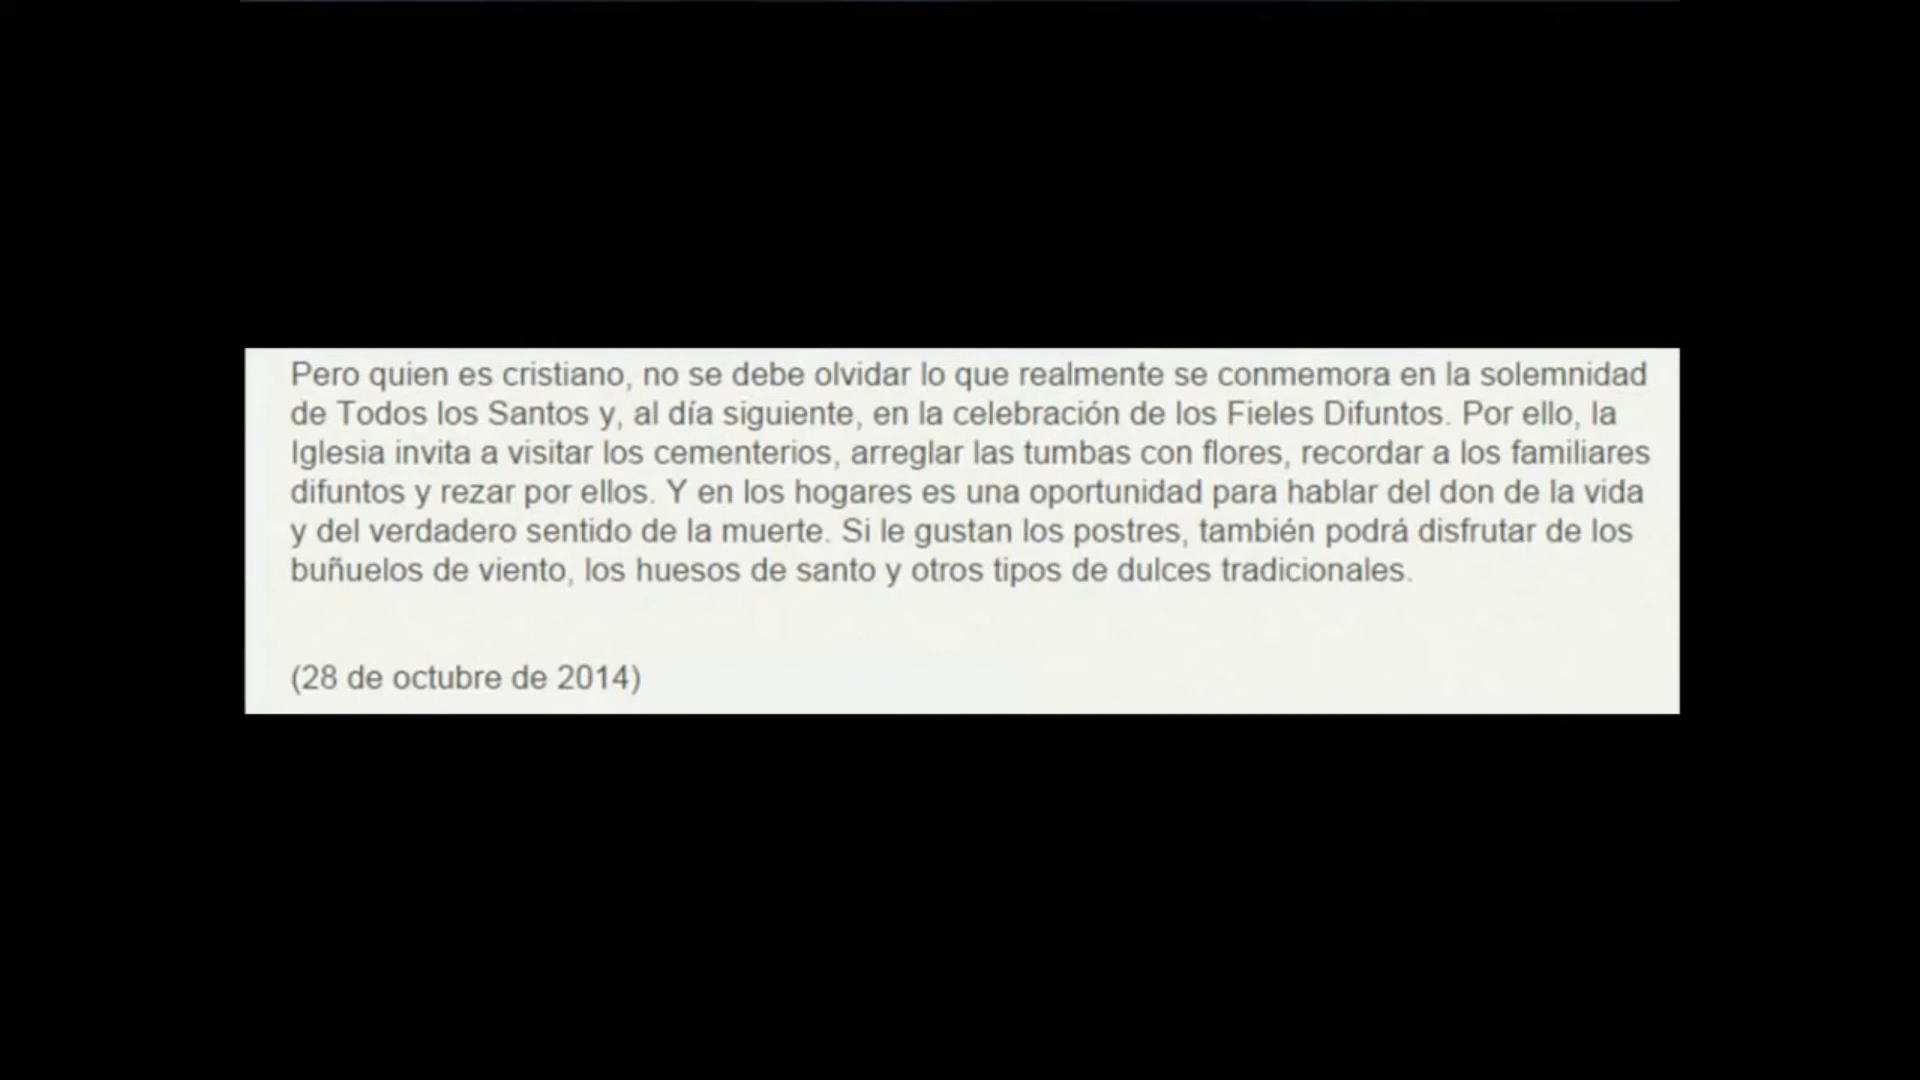 Pero quien es cristiano, no se debe olvidar lo que realmente se conmemora en la solemnidad
de Todos los Santos y, al día siguiente, en la celebración de los Fieles Difuntos. Por ello, la
Iglesia invita a visitar los cementerios, arreglar las tumbas con flores, recordar a los familiares
difuntos y rezar por ellos. Y en los hogares es una oportunidad para hablar del don de la vida
y del verdadero sentido de la muerte. Si le gustan los postres, también podrá disfrutar de los
buñuelos de viento, los huesos de santo y otros tipos de dulces tradicionales.
(28 de octubre de 2014)